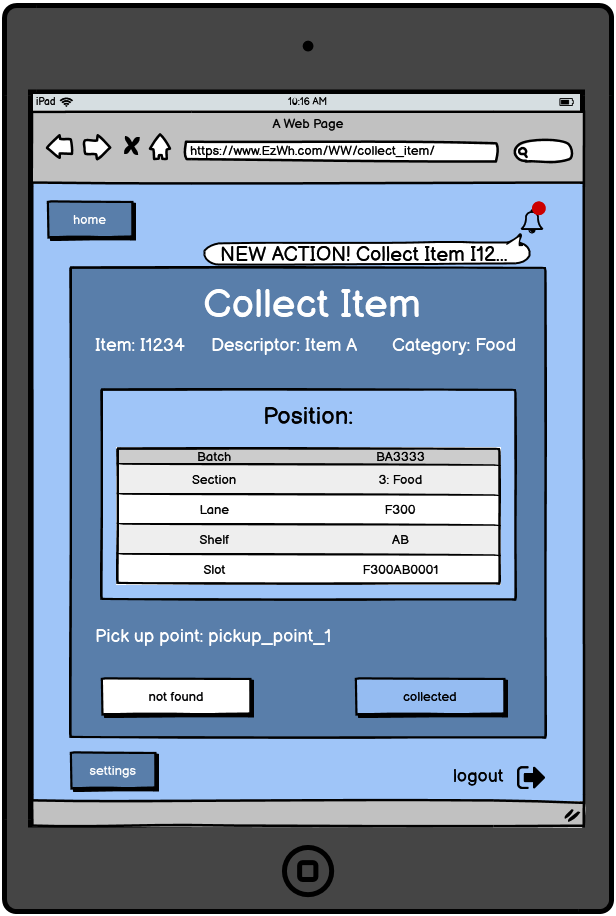 iPad 10:16 AM
A Web Page
https://www.EzWh.com/WW/collect_item/
home
NEW ACTION! Collect Item I12...
Collect Item
Item: I1234 Descriptor: Item A Category: Food
Position:
Batch BA3333
Section 3: Food
Lane F300
Shelf AB
Slot F300AB0001
Pick up point: pickup_point_1
not found collected
settings logout